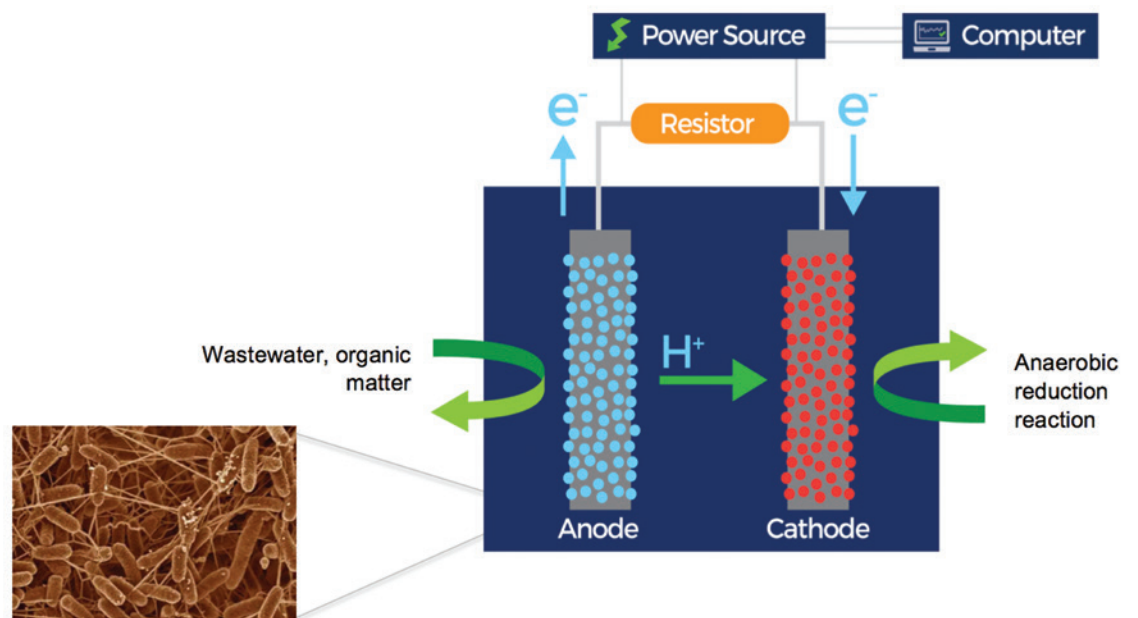 Power Source
Computer
e-
Resistor
e-
Wastewater, organic
matter
H+
Anaerobic
reduction
reaction
Anode
Cathode